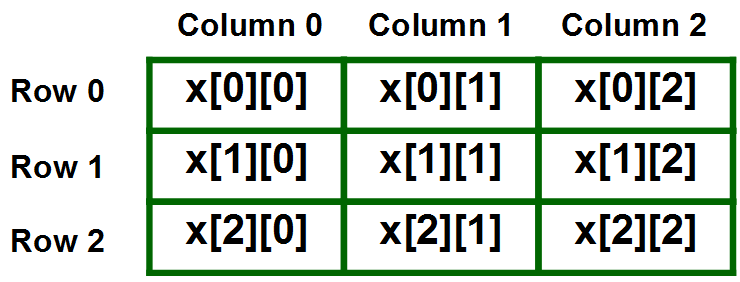 Column 0 Column 1 Column 2
Row 0 x[0][0] x[0][1] x[0][2]
Row 1 x[1][0] x[1][1] x[1][2]
Row 2 x[2][0] x[2][1] x[2][2]